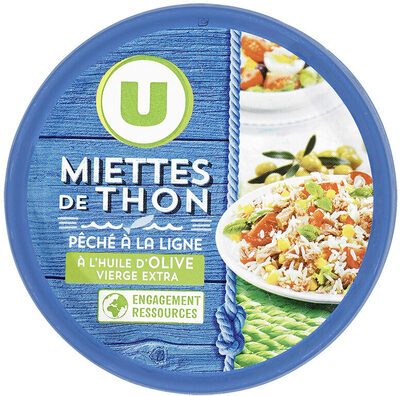 U
MIETTES
DE THON
PÊCHÉ À LA LIGNE
À L'HUILE D'OLIVE
VIERGE EXTRA
ENGAGEMENT
RESSOURCES